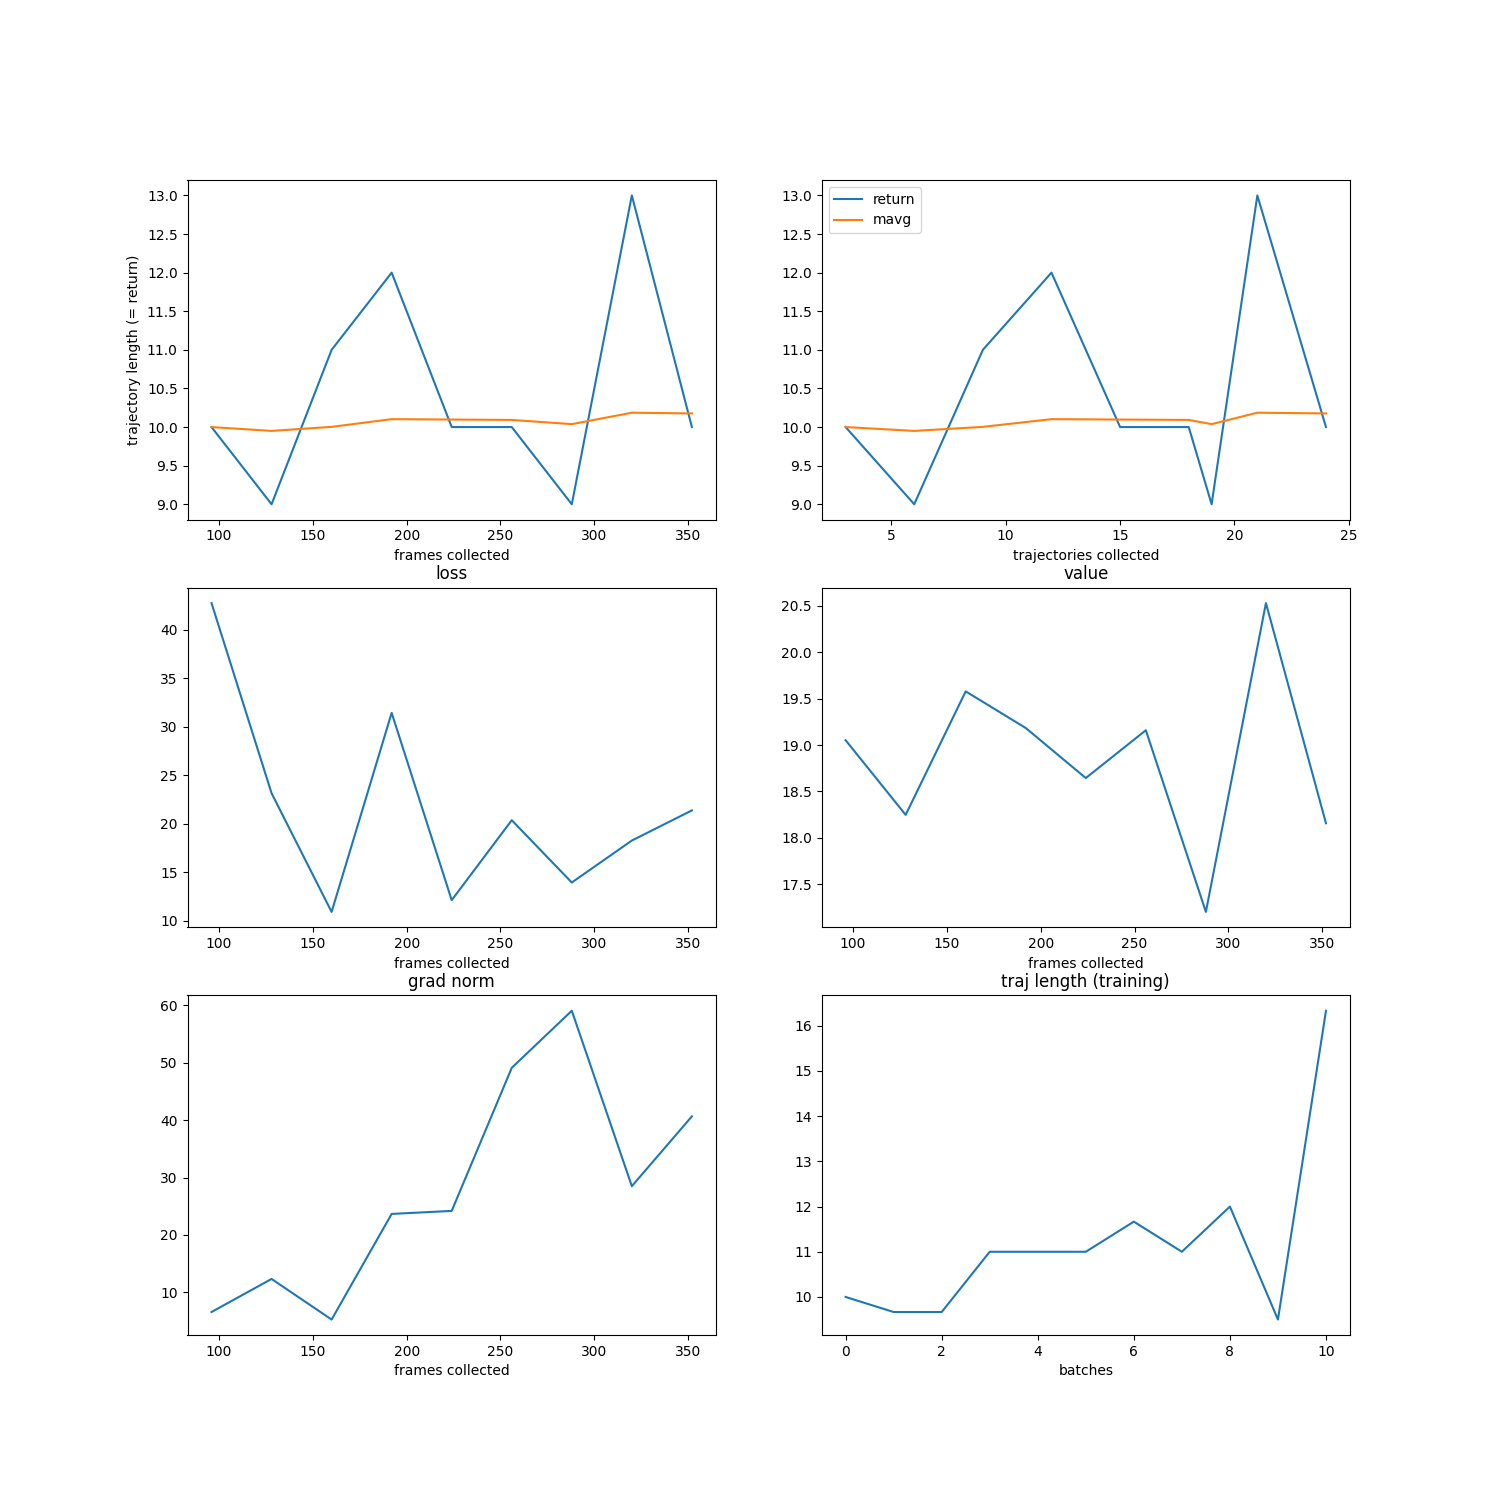 13.0
12.5
12.0
11.5
11.0
10.5
10.0
9.5
9.0
trajectory length (= return)
100 150 200 250 300 350
frames collected
return
mavg
13.0
12.5
12.0
11.5
11.0
10.5
10.0
9.5
9.0
5 10 15 20 25
trajectories collected
loss
40
35
30
25
20
15
10
100 150 200 250 300 350
frames collected
value
20.5
20.0
19.5
19.0
18.5
18.0
17.5
100 150 200 250 300 350
frames collected
grad norm
60
50
40
30
20
10
100 150 200 250 300 350
frames collected
traj length (training)
16
15
14
13
12
11
10
0 2 4 6 8 10
batches